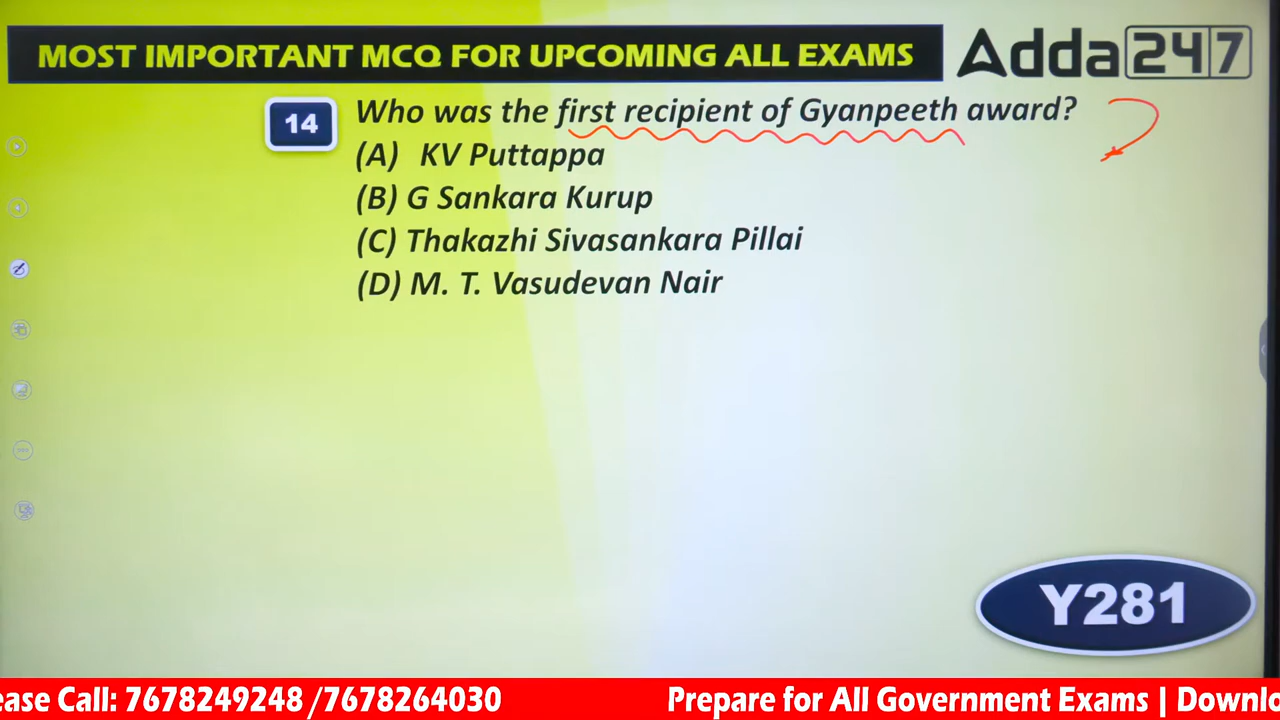 MOST IMPORTANT MCQ FOR UPCOMING ALL EXAMS
Adda247
14
Who was the first recipient of Gyanpeeth award?
(A) KV Puttappa
(B) G Sankara Kurup
(C) Thakazhi Sivasankara Pillai
(D) M. T. Vasudevan Nair
Y281
ease Call: 7678249248 /7678264030 Prepare for All Government Exams | Downlo